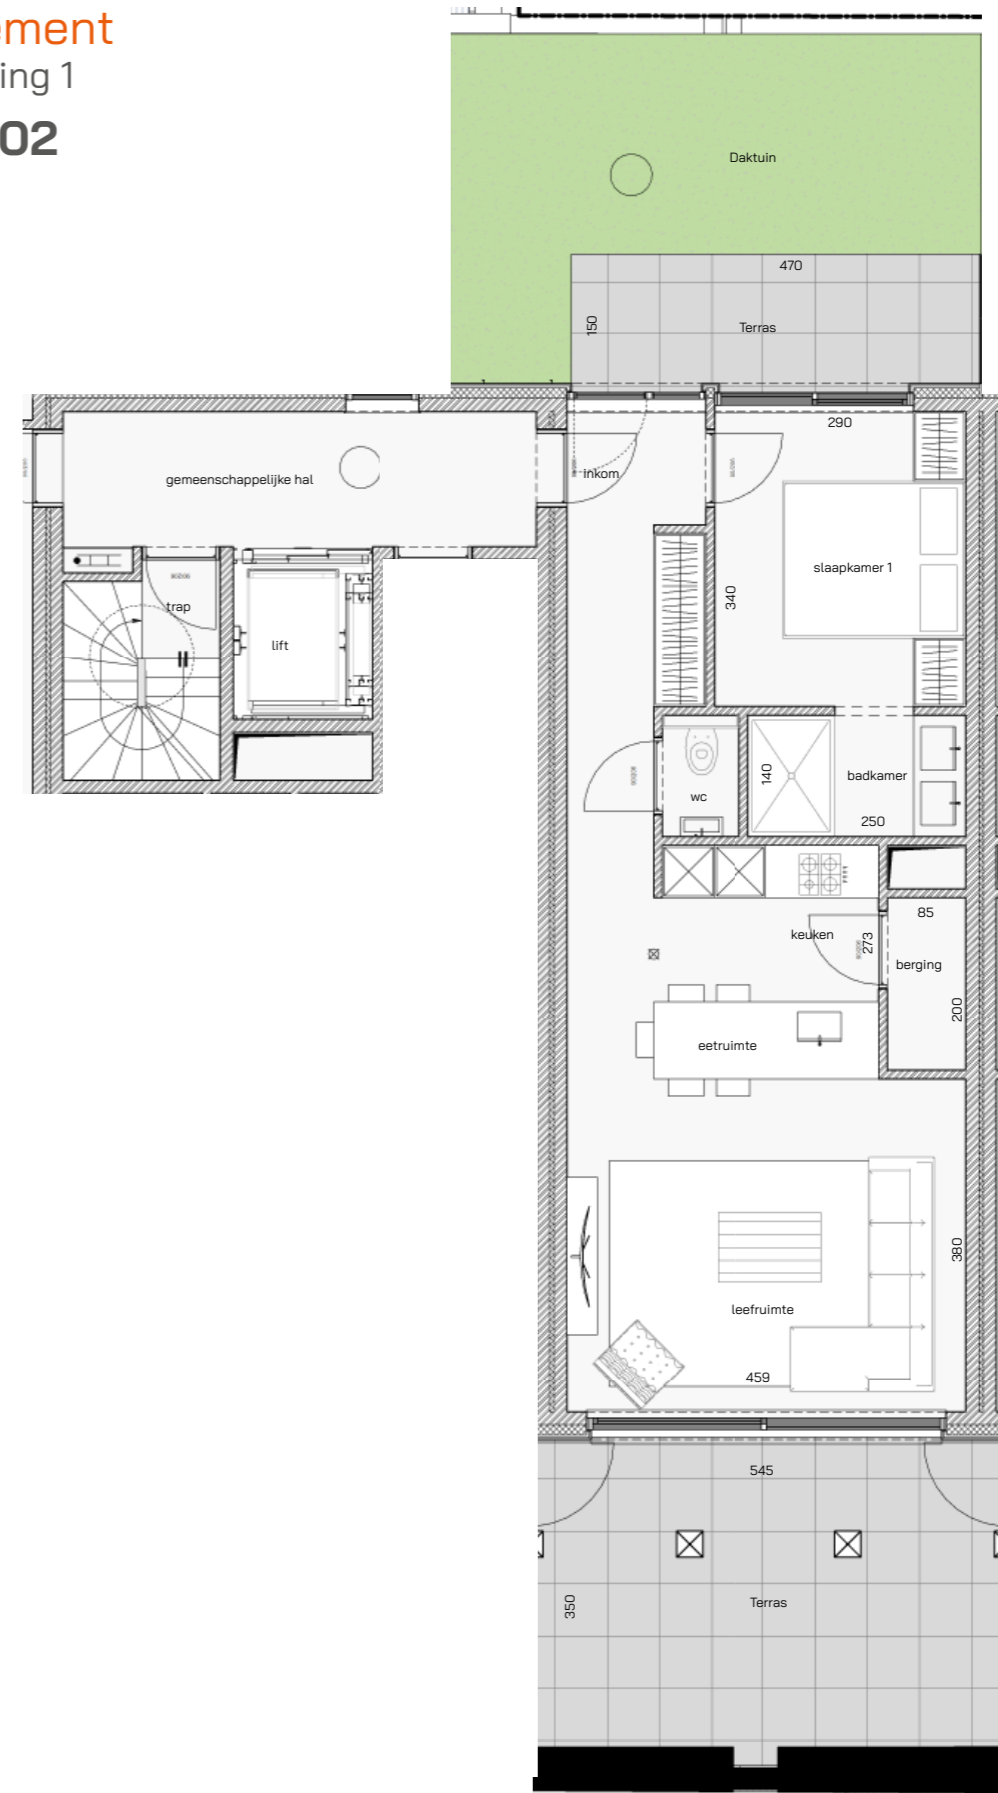 ement
ing 1
02
Daktuin
470
150
Terras
290
gemeenschappelijke hal
inkom
slaapkamer 1
340
trap
lift
140
badkamer
wc
250
85
keuken
273
berging
200
eetruimte
380
leefruimte
459
545
350
Terras